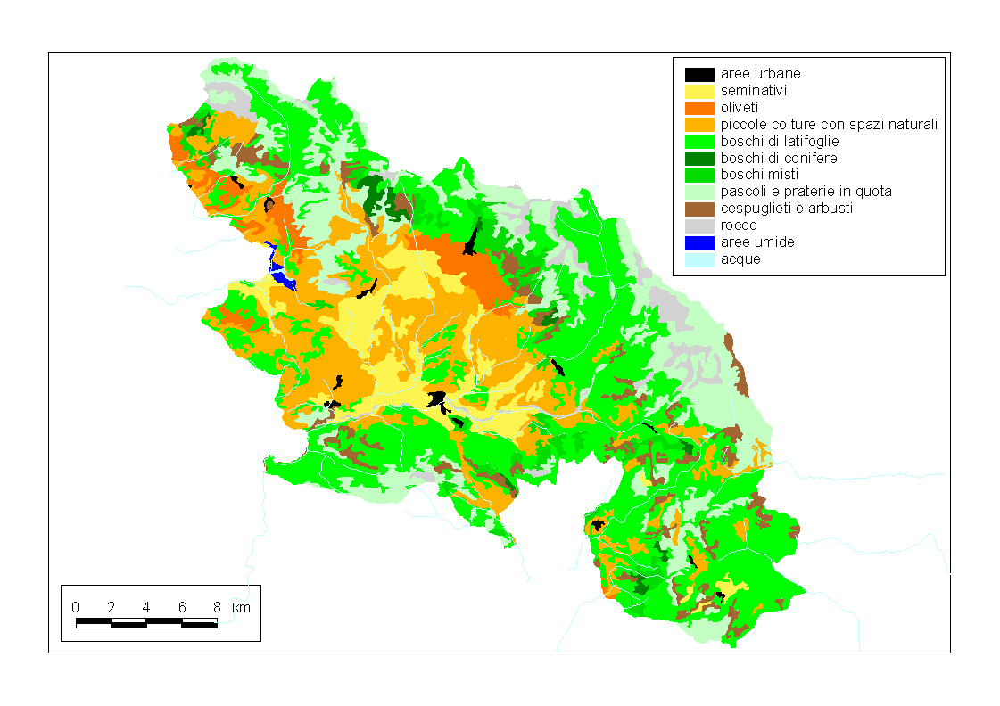 aree urbane
seminativi
oliveti
piccole colture con spazi naturali
boschi di latifoglie
boschi di conifere
boschi misti
pascoli e praterie in quota
cespuglieti e arbusti
rocce
aree umide
acque
0 2 4 6 8 km